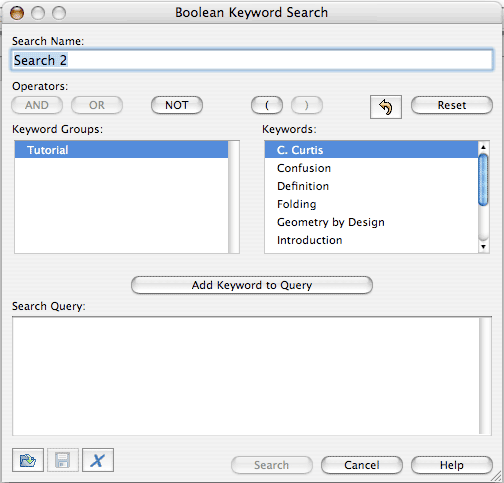 Boolean Keyword Search
Search Name:
Search 2
Operators:
AND OR NOT ( ) Reset
Keyword Groups: Keywords:
Tutorial
C. Curtis
Confusion
Definition
Folding
Geometry by Design
Introduction
Add Keyword to Query
Search Query:
X
Search Cancel Help